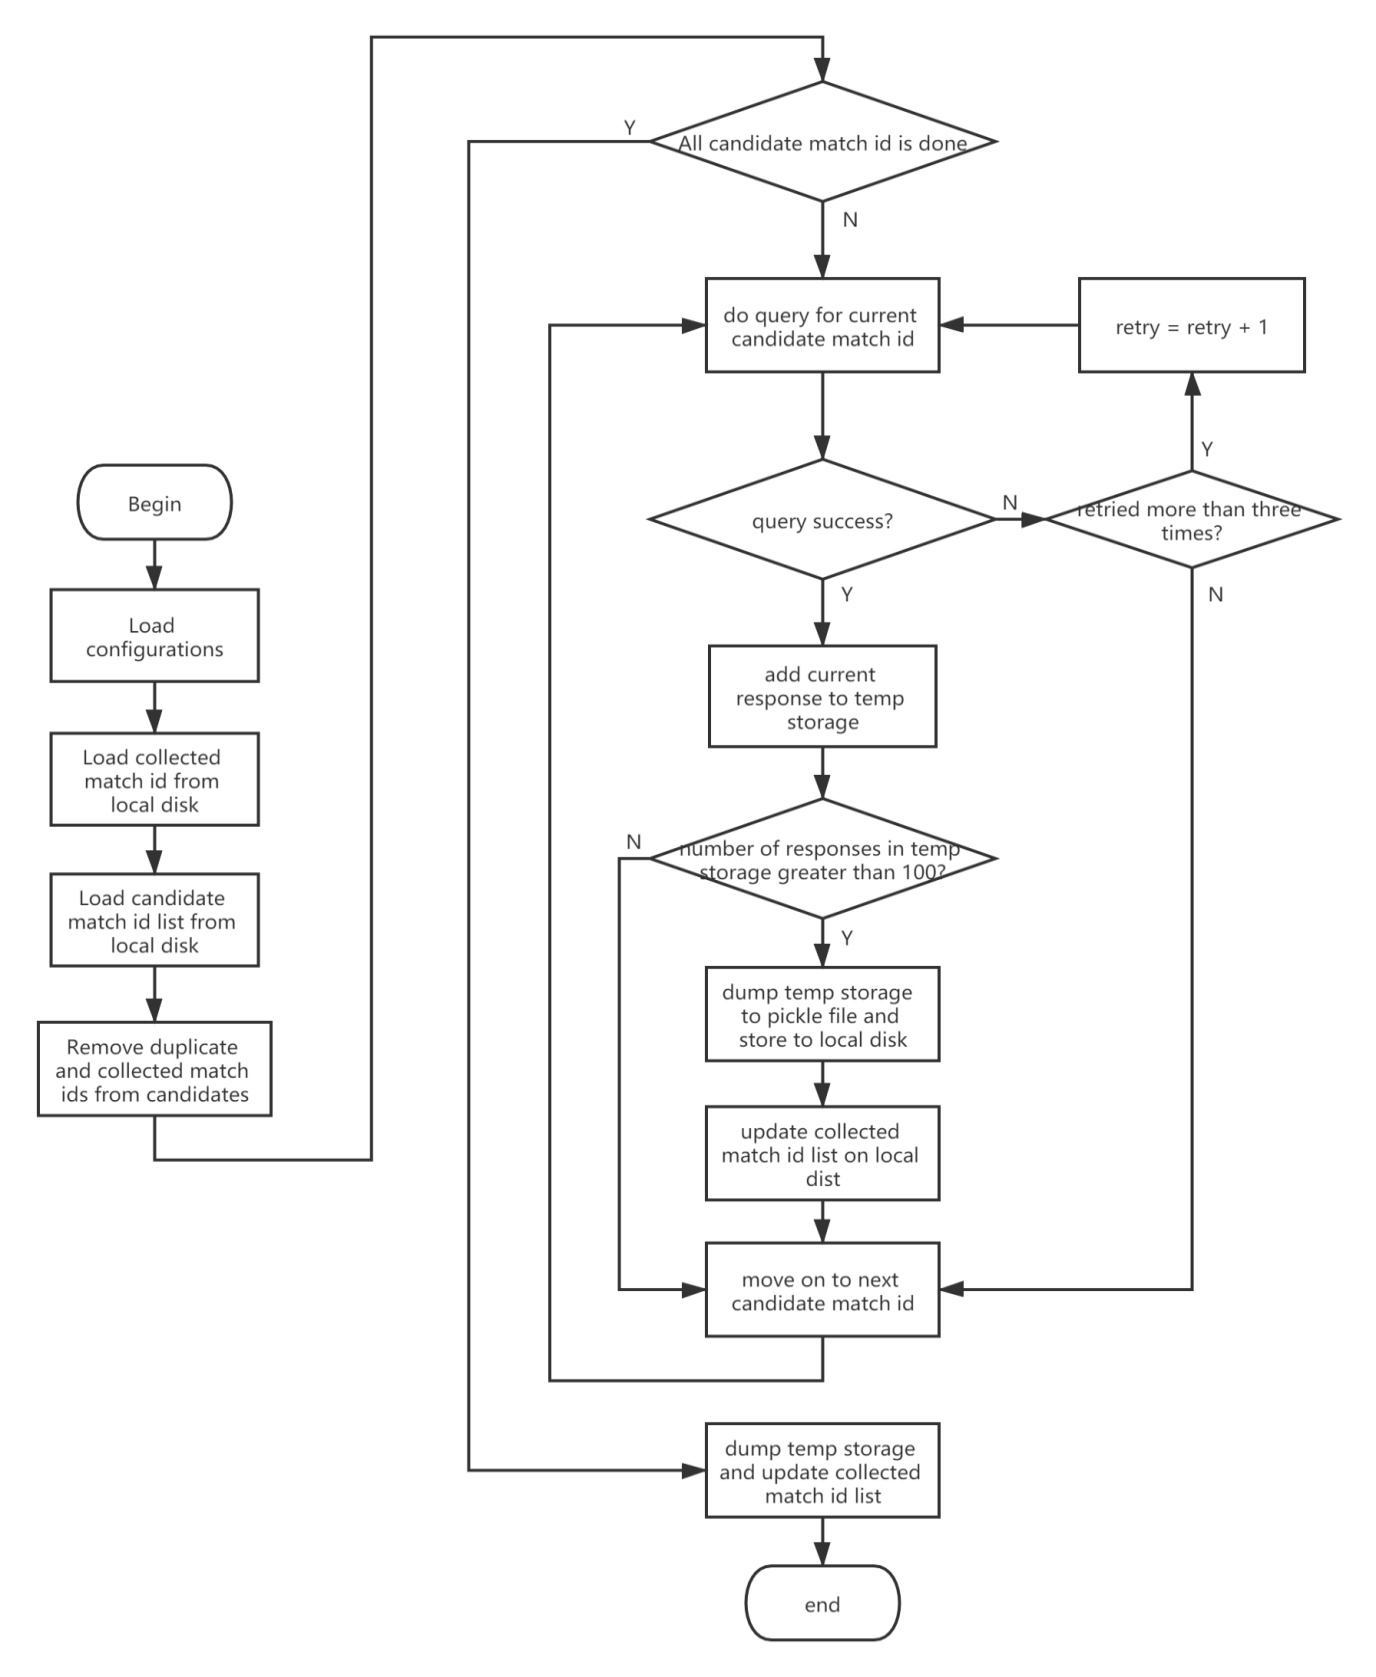 Begin
Load
configurations
Load collected
match id from
local disk
Load candidate
match id list from
local disk
Remove duplicate
and collected match
ids from candidates
All candidate match id is done
Y
N
do query for current
candidate match id
retry = retry + 1
query success?
N
retried more than three
times?
Y
N
Y
add current
response to temp
storage
number of responses in temp
storage greater than 100?
N
Y
dump temp storage
to pickle file and
store to local disk
update collected
match id list on local
dist
move on to next
candidate match id
dump temp storage
and update collected
match id list
end